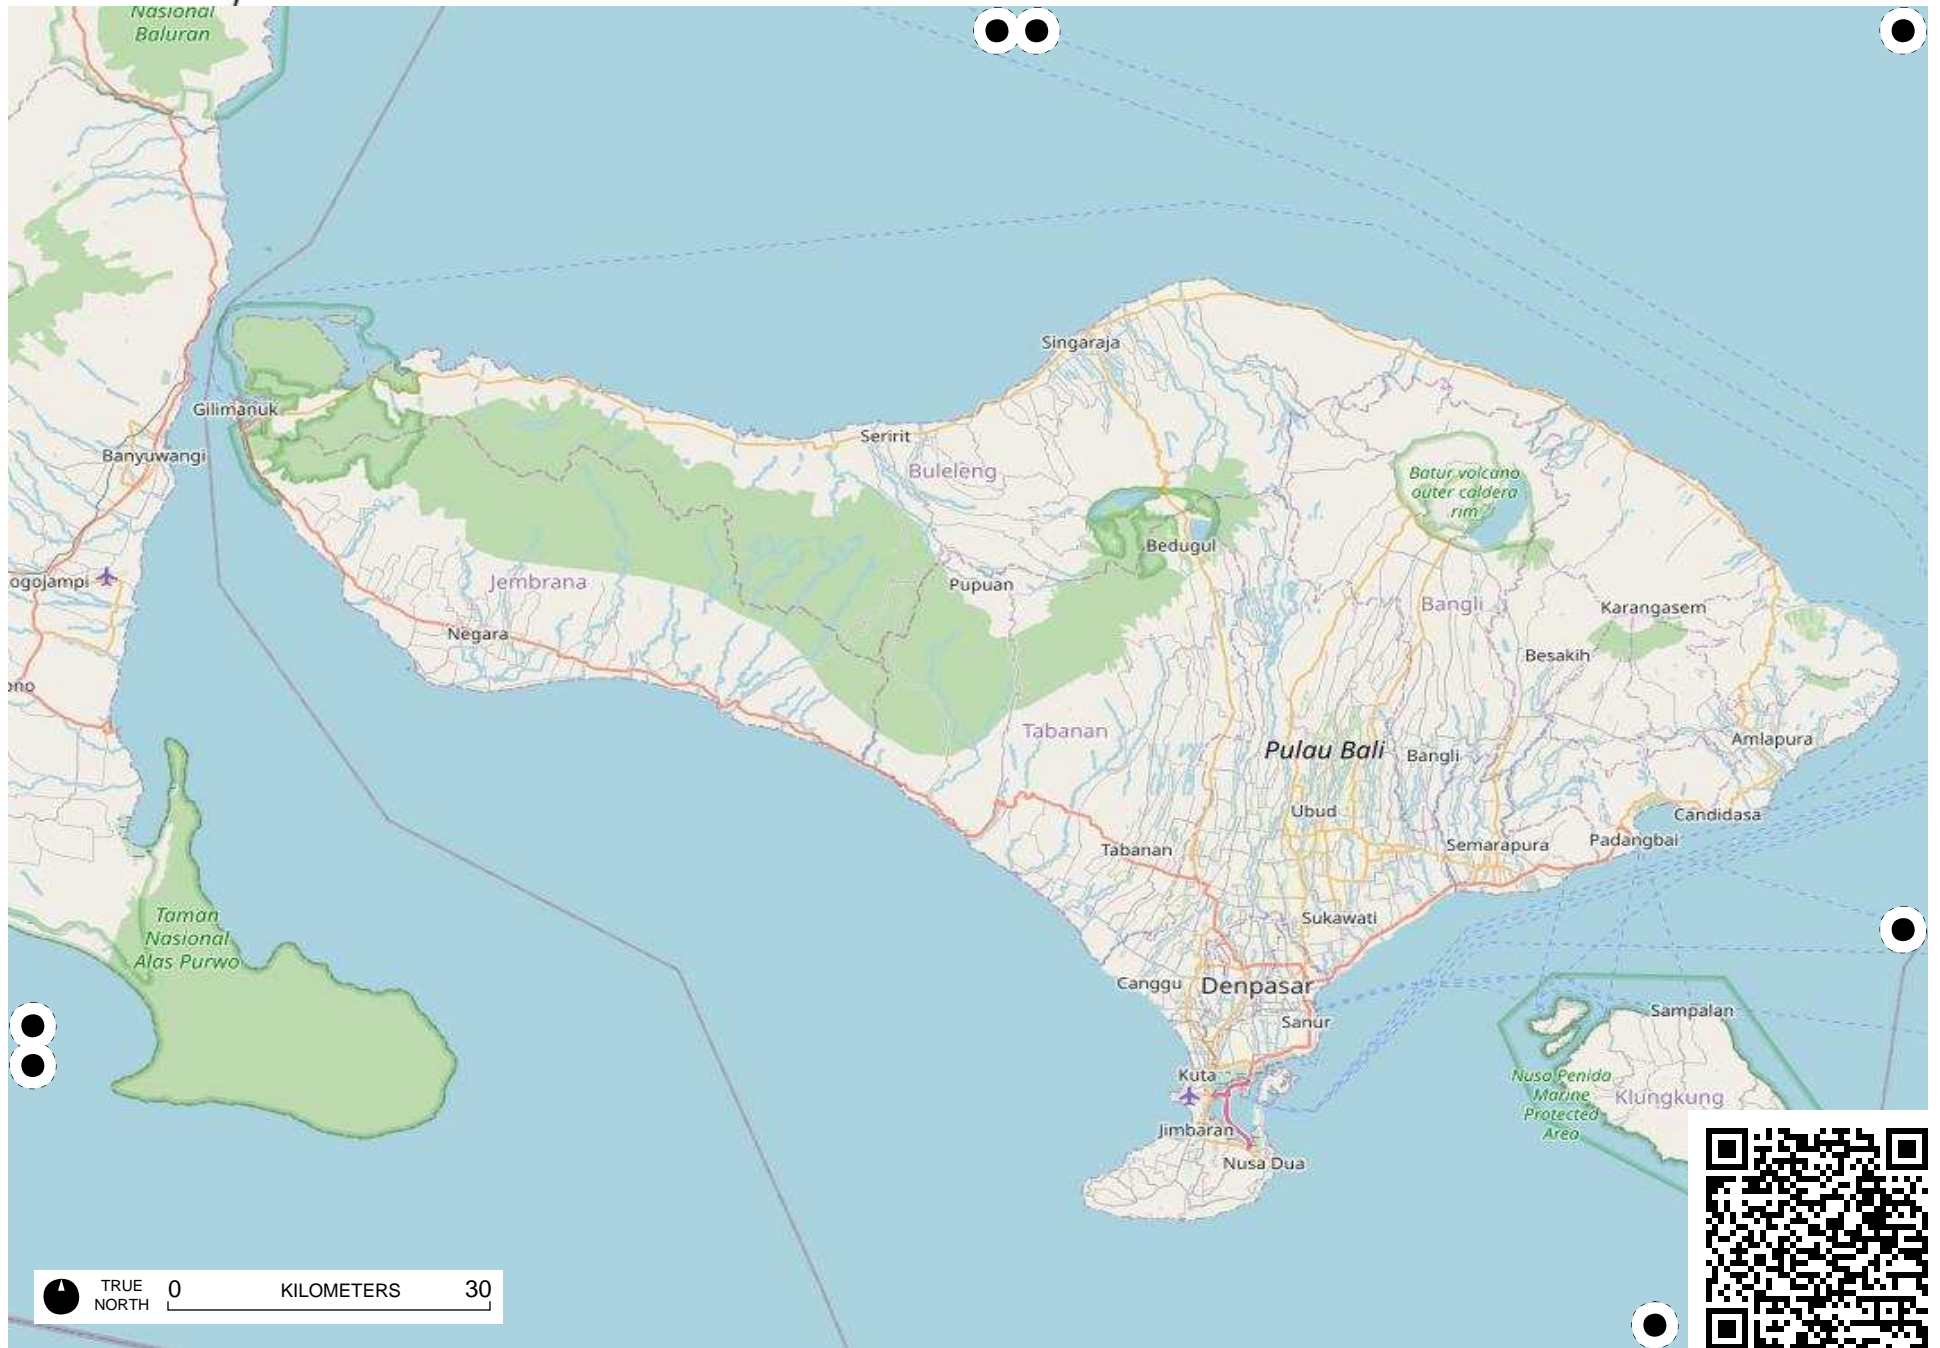 Nasional
Baluran
Singaraja
Gilimanuk
Seririt
Banyuwangi
Buleleng
Batur volcano
outer caldera
rim
Bedugul
ogojampi
Jembrana
Pupuan
Bangli
Karangasem
Negara
Besakih
ono
Tabanan
Pulau Bali
Bangli
Amlapura
Ubud
Candidasa
Tabanan
Semarapura
Padangbai
Taman
Nasional
Alas Purwo
Sukawati
Canggu
Denpasar
Sanur
Sampalan
Kuta
Nusa Penida
Marine
Protected
Area
Klungkung
Jimbaran
Nusa Dua
TRUE
NORTH
0 KILOMETERS 30